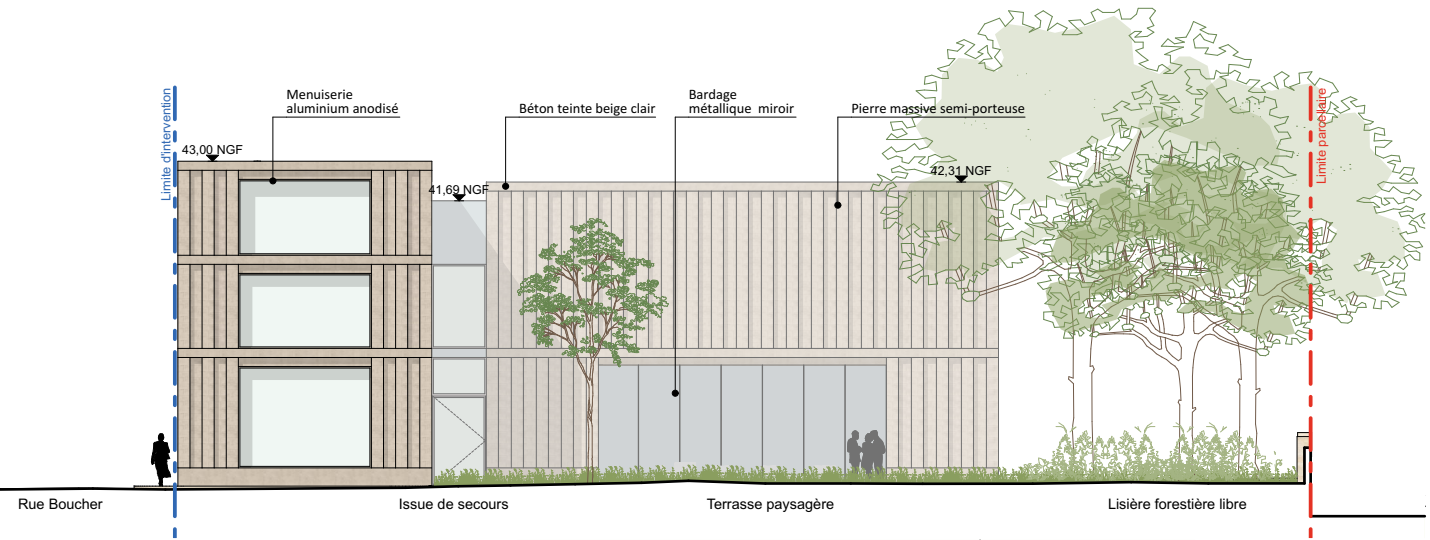 Limite d'intervention
Menuiserie
aluminium anodisé
Béton teinte beige clair
Bardage
métallique miroir
Pierre massive semi-porteuse
Limite parcellaire
43,00 NGF
41,69 NGF
42,31 NGF
Rue Boucher
Issue de secours
Terrasse paysagère
Lisière forestière libre